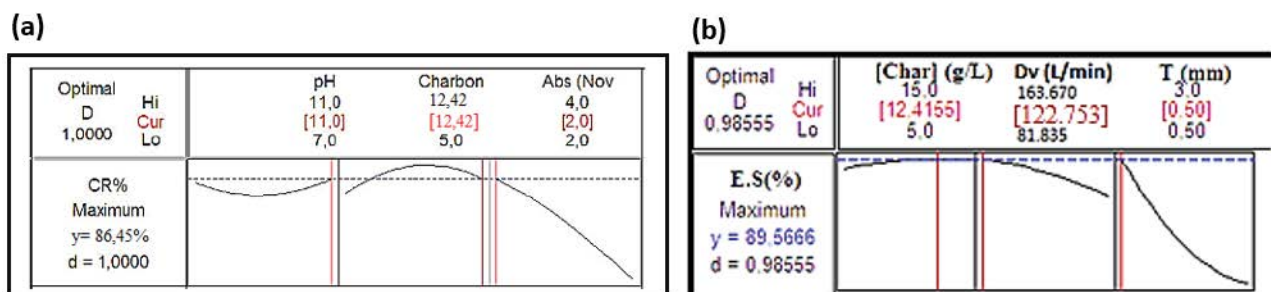 (a)
Optimal
D
1,0000
Hi
Cur
Lo
pH
11,0
[11,0]
7,0
Charbon
12,42
[12,42]
5,0
Abs (Nov
4,0
[2,0]
2,0
CR%
Maximum
y= 86,45%
d = 1,0000
(b)
Optimal
D
0,98555
Hi
Cur
Lo
[Char] (g/L)
15,0
[12,4155]
5,0
Dv (L/min)
163.670
[122.753]
81.835
T (mm)
3,0
[0,50]
0,50
E.S(%)
Maximum
y = 89,5666
d = 0,98555